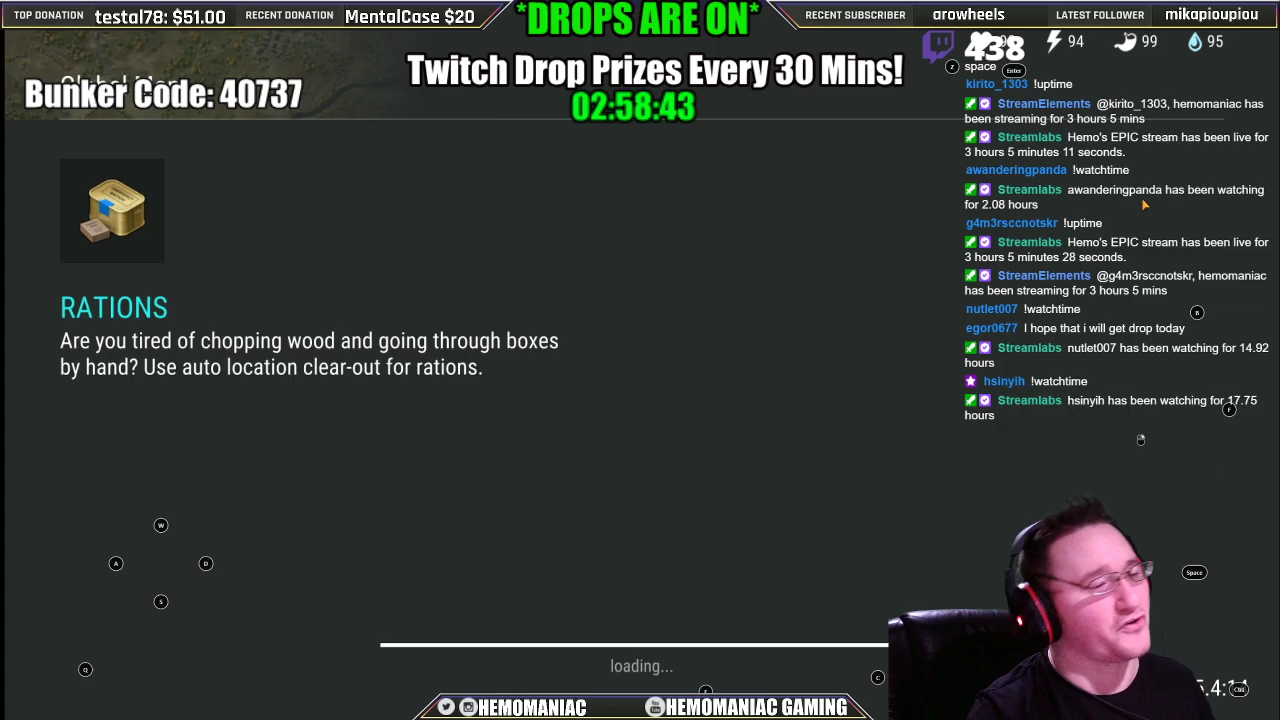 TOP DONATION testal78: $51.00 RECENT DONATION MentalCase $20 *DROPS ARE ON* RECENT SUBSCRIBER arowheels LATEST FOLLOWER mikapioupiou
Twitch Drop Prizes Every 30 Mins!
02:58:43
Bunker Code: 40737
438 94 99 95
Z space Enter
kirito_1303 !uptime
StreamElements @kirito_1303, hemomaniac has
been streaming for 3 hours 5 mins
Streamlabs Hemo's EPIC stream has been live for
3 hours 5 minutes 11 seconds.
awanderingpanda !watchtime
Streamlabs awanderingpanda has been watching
for 2.08 hours
g4m3rsccnotskr !uptime
Streamlabs Hemo's EPIC stream has been live for
3 hours 5 minutes 28 seconds.
StreamElements @g4m3rsccnotskr, hemomaniac
has been streaming for 3 hours 5 mins
nutlet007 !watchtime
B
egor0677 I hope that i will get drop today
Streamlabs nutlet007 has been watching for 14.92
hours
hsinyih !watchtime
Streamlabs hsinyih has been watching for 17.75
hours
F
RATIONS
Are you tired of chopping wood and going through boxes
by hand? Use auto location clear-out for rations.
W
A D
S
Q
Space
loading...
C
Ctrl
HEMOMANIAC You Tube HEMOMANIAC GAMING